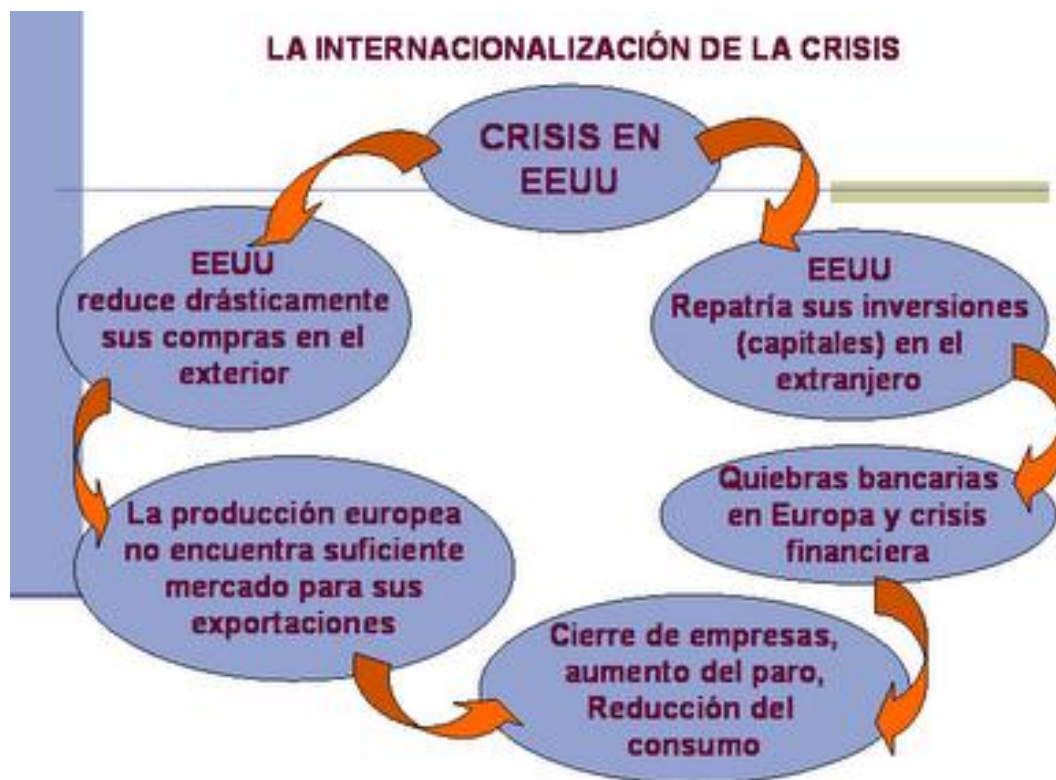 LA INTERNACIONALIZACIÓN DE LA CRISIS
CRISIS EN
EEUU
EEUU
reduce drásticamente
sus compras en el
exterior
EEUU
Repatría sus inversiones
(capitales) en el
extranjero
La producción europea
no encuentra suficiente
mercado para sus
exportaciones
Quiebras bancarias
en Europa y crisis
financiera
Cierre de empresas,
aumento del paro,
Reducción del
consumo